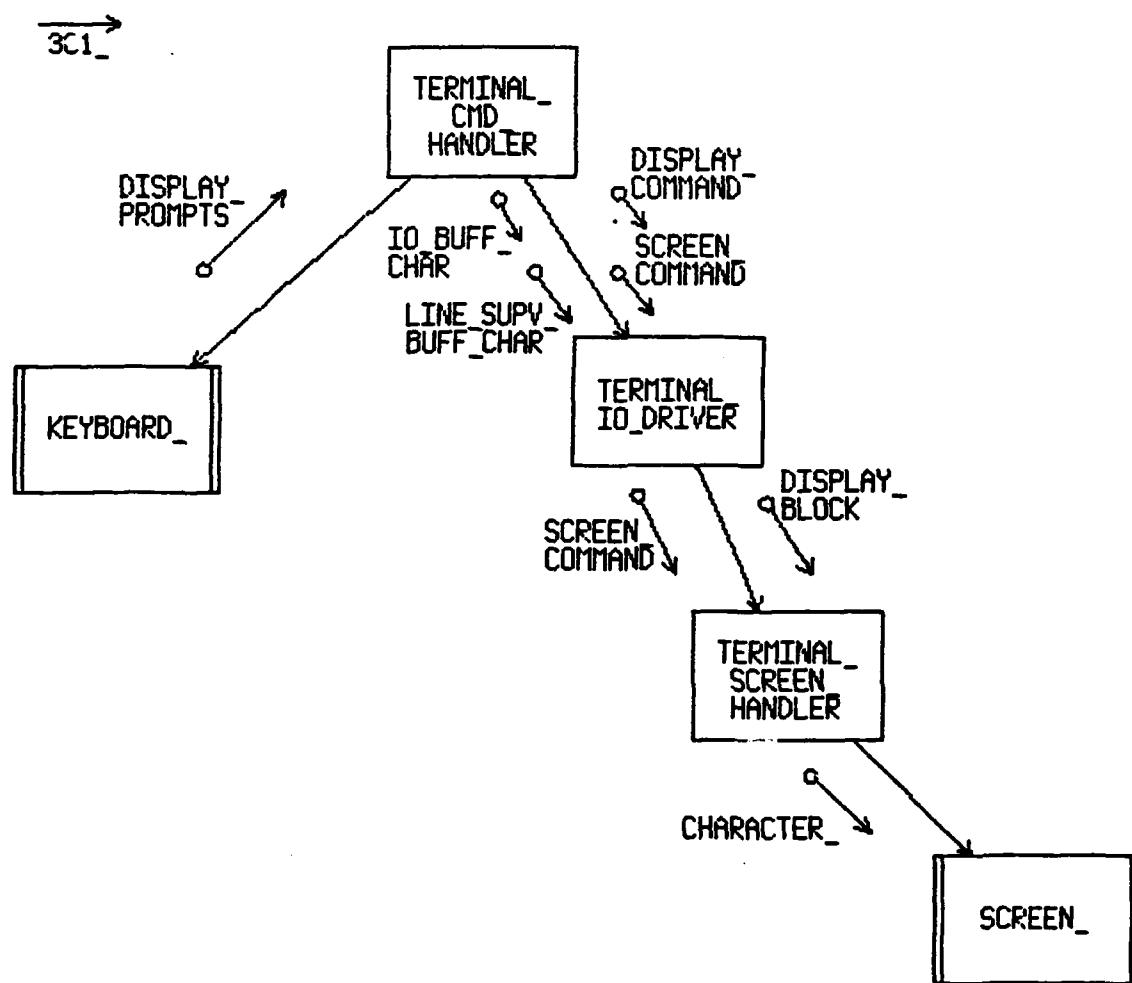 3C1_
TERMINAL_
CMD_
HANDLER
DISPLAY_
PROMPTS
DISPLAY_
COMMAND
IO_BUFF_
CHAR
SCREEN_
COMMAND
LINE_SUPV_
BUFF_CHAR
KEYBOARD_
TERMINAL_
IO_DRIVER
DISPLAY_
BLOCK
SCREEN_
COMMAND
TERMINAL_
SCREEN_
HANDLER
CHARACTER_
SCREEN_